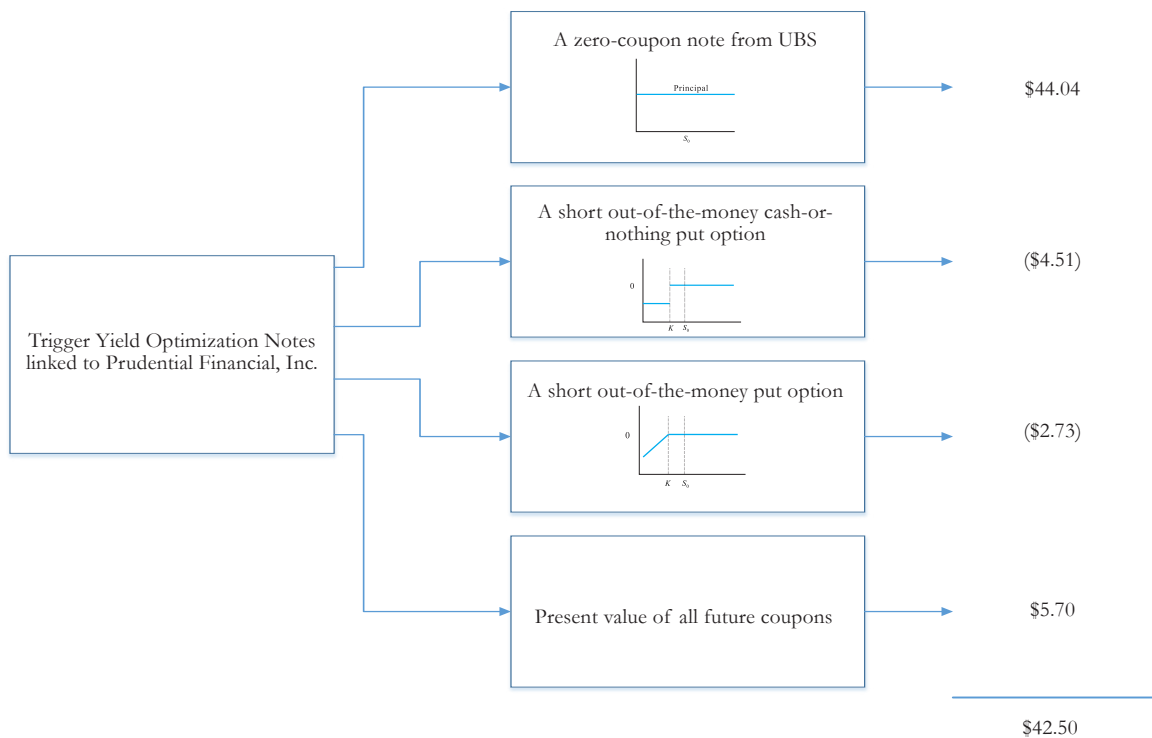 Trigger Yield Optimization Notes
linked to Prudential Financial, Inc.
A zero-coupon note from UBS
Principal
S₀
$44.04
A short out-of-the-money cash-or-
nothing put option
0
K S₀
($4.51)
A short out-of-the-money put option
0
K S₀
($2.73)
Present value of all future coupons
$5.70
$42.50